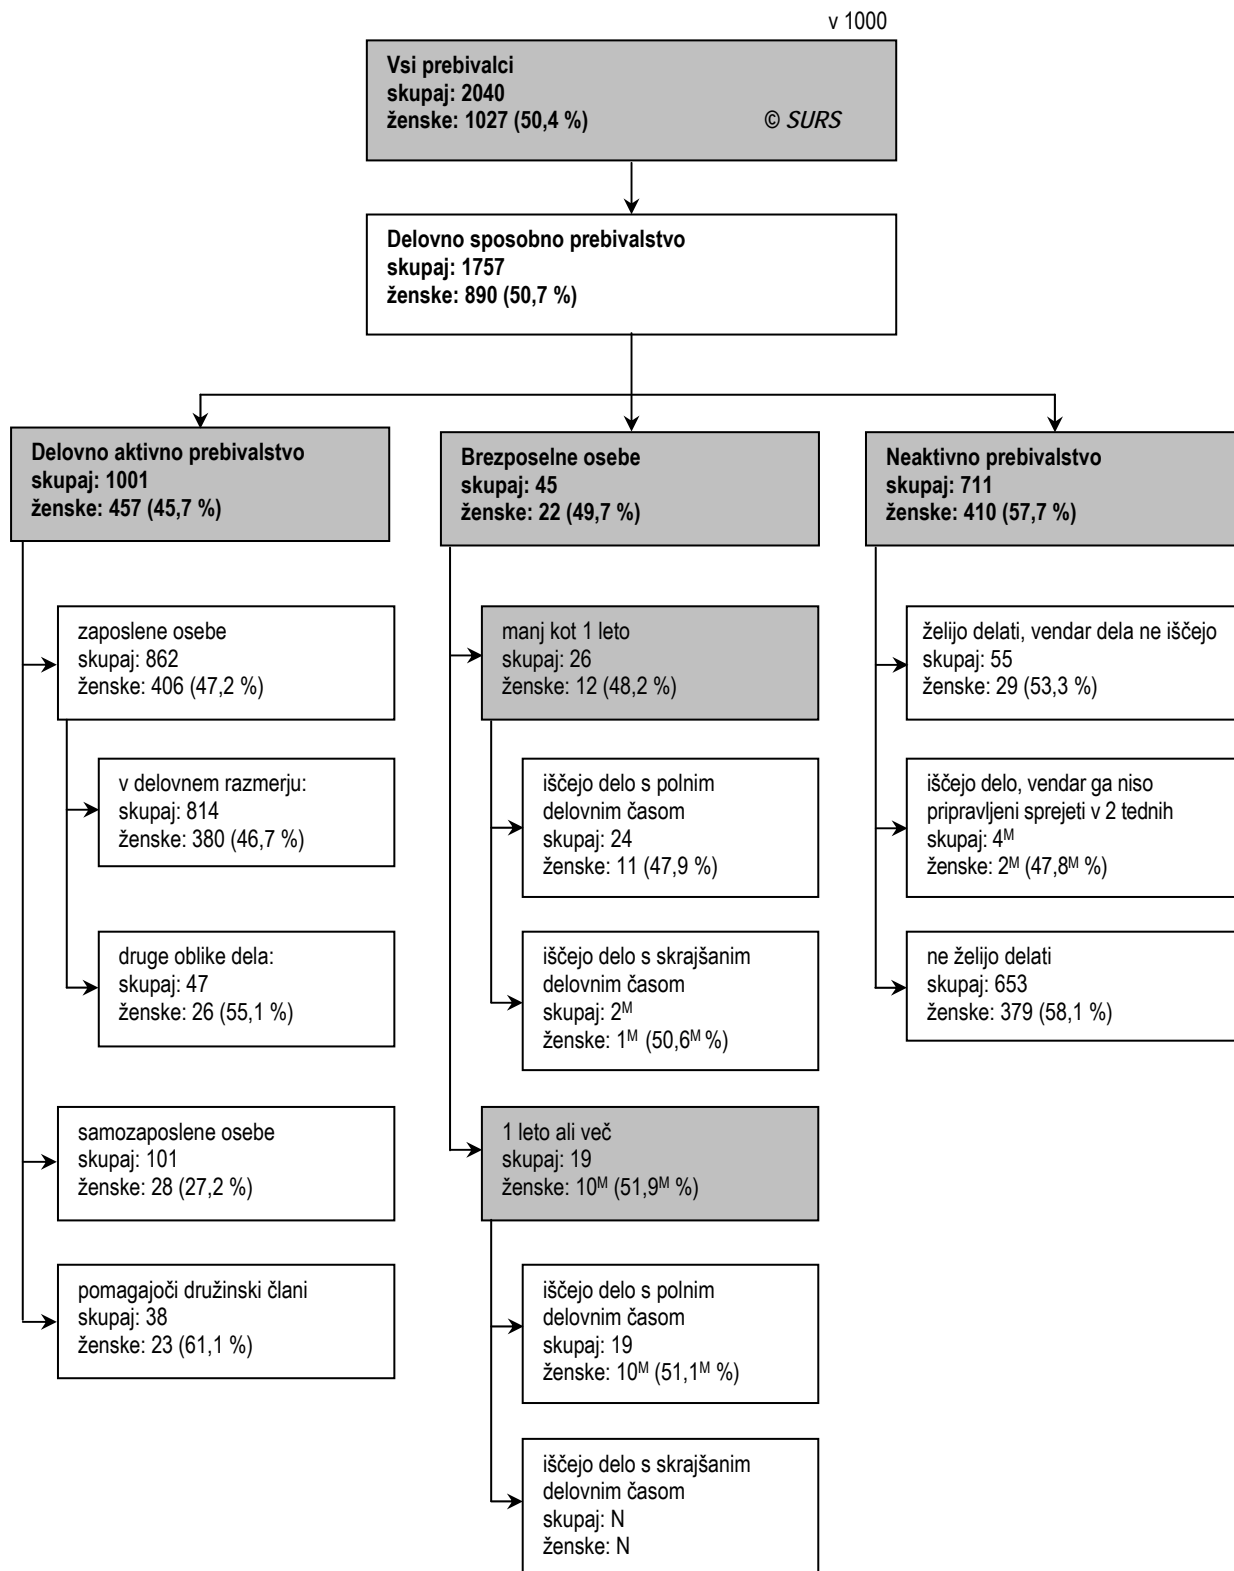 v 1000
Vsi prebivalci
skupaj: 2040
ženske: 1027 (50,4 %)
© SURS
Delovno sposobno prebivalstvo
skupaj: 1757
ženske: 890 (50,7 %)
Delovno aktivno prebivalstvo
skupaj: 1001
ženske: 457 (45,7 %)
zaposlene osebe
skupaj: 862
ženske: 406 (47,2 %)
v delovnem razmerju:
skupaj: 814
ženske: 380 (46,7 %)
druge oblike dela:
skupaj: 47
ženske: 26 (55,1 %)
samozaposlene osebe
skupaj: 101
ženske: 28 (27,2 %)
pomagajoči družinski člani
skupaj: 38
ženske: 23 (61,1 %)
Brezposelne osebe
skupaj: 45
ženske: 22 (49,7 %)
manj kot 1 leto
skupaj: 26
ženske: 12 (48,2 %)
iščejo delo s polnim
delovnim časom
skupaj: 24
ženske: 11 (47,9 %)
iščejo delo s skrajšanim
delovnim časom
skupaj: 2ᴹ
ženske: 1ᴹ (50,6ᴹ %)
1 leto ali več
skupaj: 19
ženske: 10ᴹ (51,9ᴹ %)
iščejo delo s polnim
delovnim časom
skupaj: 19
ženske: 10ᴹ (51,1ᴹ %)
iščejo delo s skrajšanim
delovnim časom
skupaj: N
ženske: N
Neaktivno prebivalstvo
skupaj: 711
ženske: 410 (57,7 %)
želijo delati, vendar dela ne iščejo
skupaj: 55
ženske: 29 (53,3 %)
iščejo delo, vendar ga niso
pripravljeni sprejeti v 2 tednih
skupaj: 4ᴹ
ženske: 2ᴹ (47,8ᴹ %)
ne želijo delati
skupaj: 653
ženske: 379 (58,1 %)